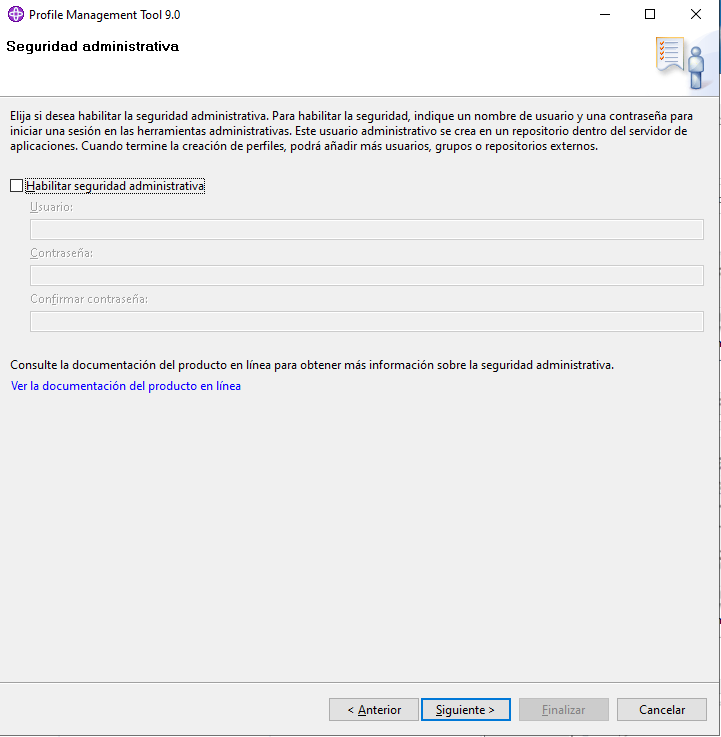 Profile Management Tool 9.0
Seguridad administrativa
Elija si desea habilitar la seguridad administrativa. Para habilitar la seguridad, indique un nombre de usuario y una contraseña para
iniciar una sesión en las herramientas administrativas. Este usuario administrativo se crea en un repositorio dentro del servidor de
aplicaciones. Cuando termine la creación de perfiles, podrá añadir más usuarios, grupos o repositorios externos.
Habilitar seguridad administrativa
Usuario:
Contraseña:
Confirmar contraseña:
Consulte la documentación del producto en línea para obtener más información sobre la seguridad administrativa.
Ver la documentación del producto en línea
< Anterior Siguiente > Finalizar Cancelar